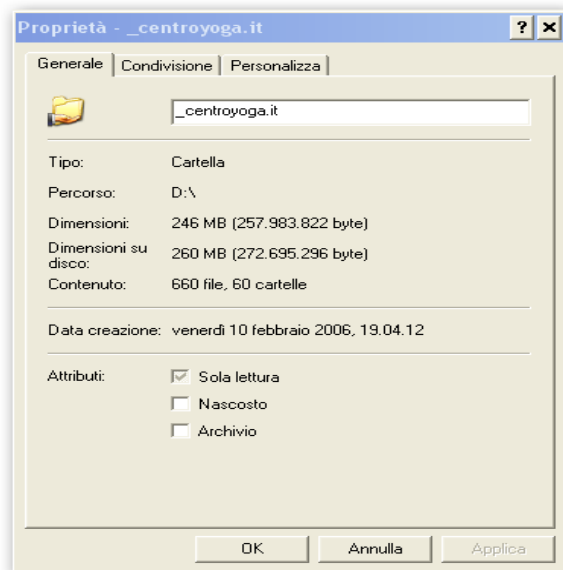 Proprietà - _centroyoga.it
Generale Condivisione Personalizza
_centroyoga.it
Tipo: Cartella
Percorso: D:\
Dimensioni: 246 MB (257.983.822 byte)
Dimensioni su disco: 260 MB (272.695.296 byte)
Contenuto: 660 file, 60 cartelle
Data creazione: venerdì 10 febbraio 2006, 19.04.12
Attributi: Sola lettura
Nascosto
Archivio
OK Annulla Applica